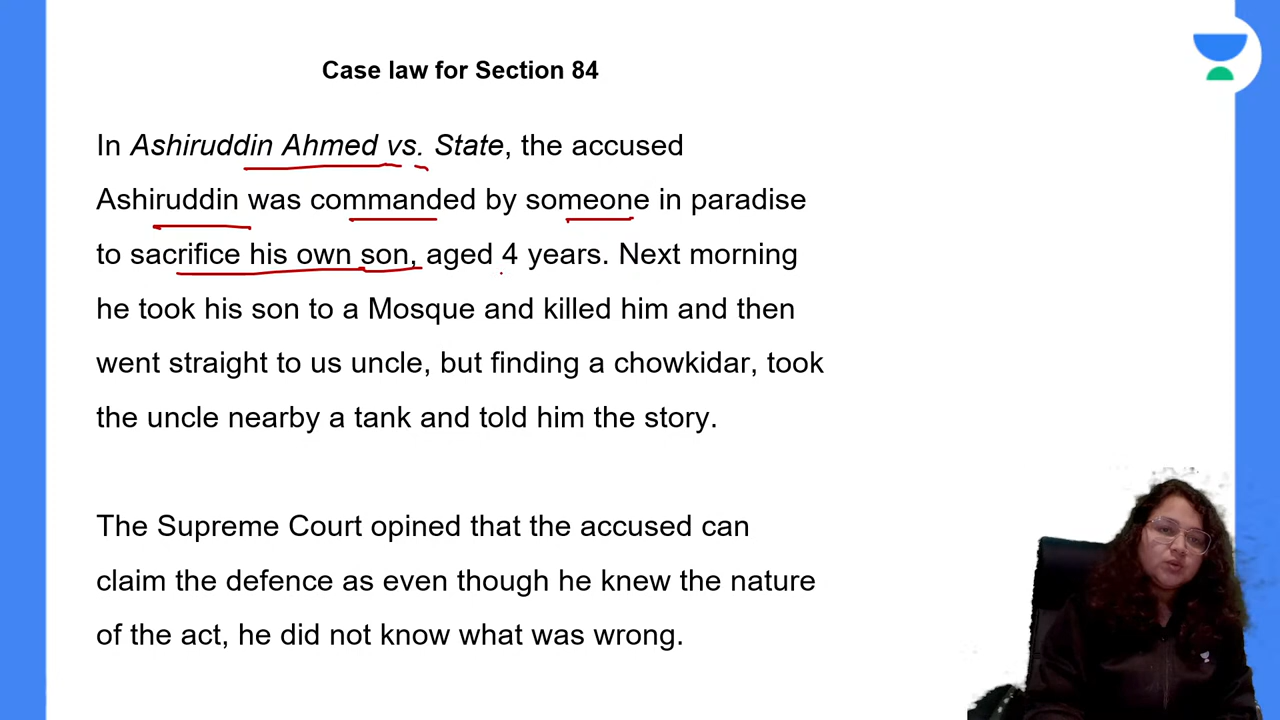 Case law for Section 84
In Ashiruddin Ahmed vs. State, the accused
Ashiruddin was commanded by someone in paradise
to sacrifice his own son, aged 4 years. Next morning
he took his son to a Mosque and killed him and then
went straight to us uncle, but finding a chowkidar, took
the uncle nearby a tank and told him the story.
The Supreme Court opined that the accused can
claim the defence as even though he knew the nature
of the act, he did not know what was wrong.